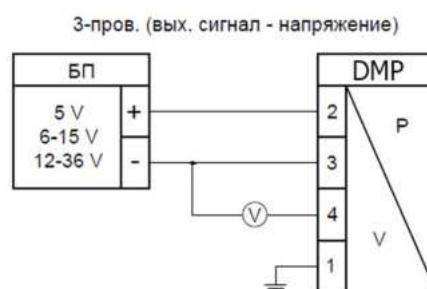 3-пров. (вых. сигнал - напряжение)
БП
DMP
5 V
6-15 V
12-36 V
+
-
2
3
4
1
P
V
V